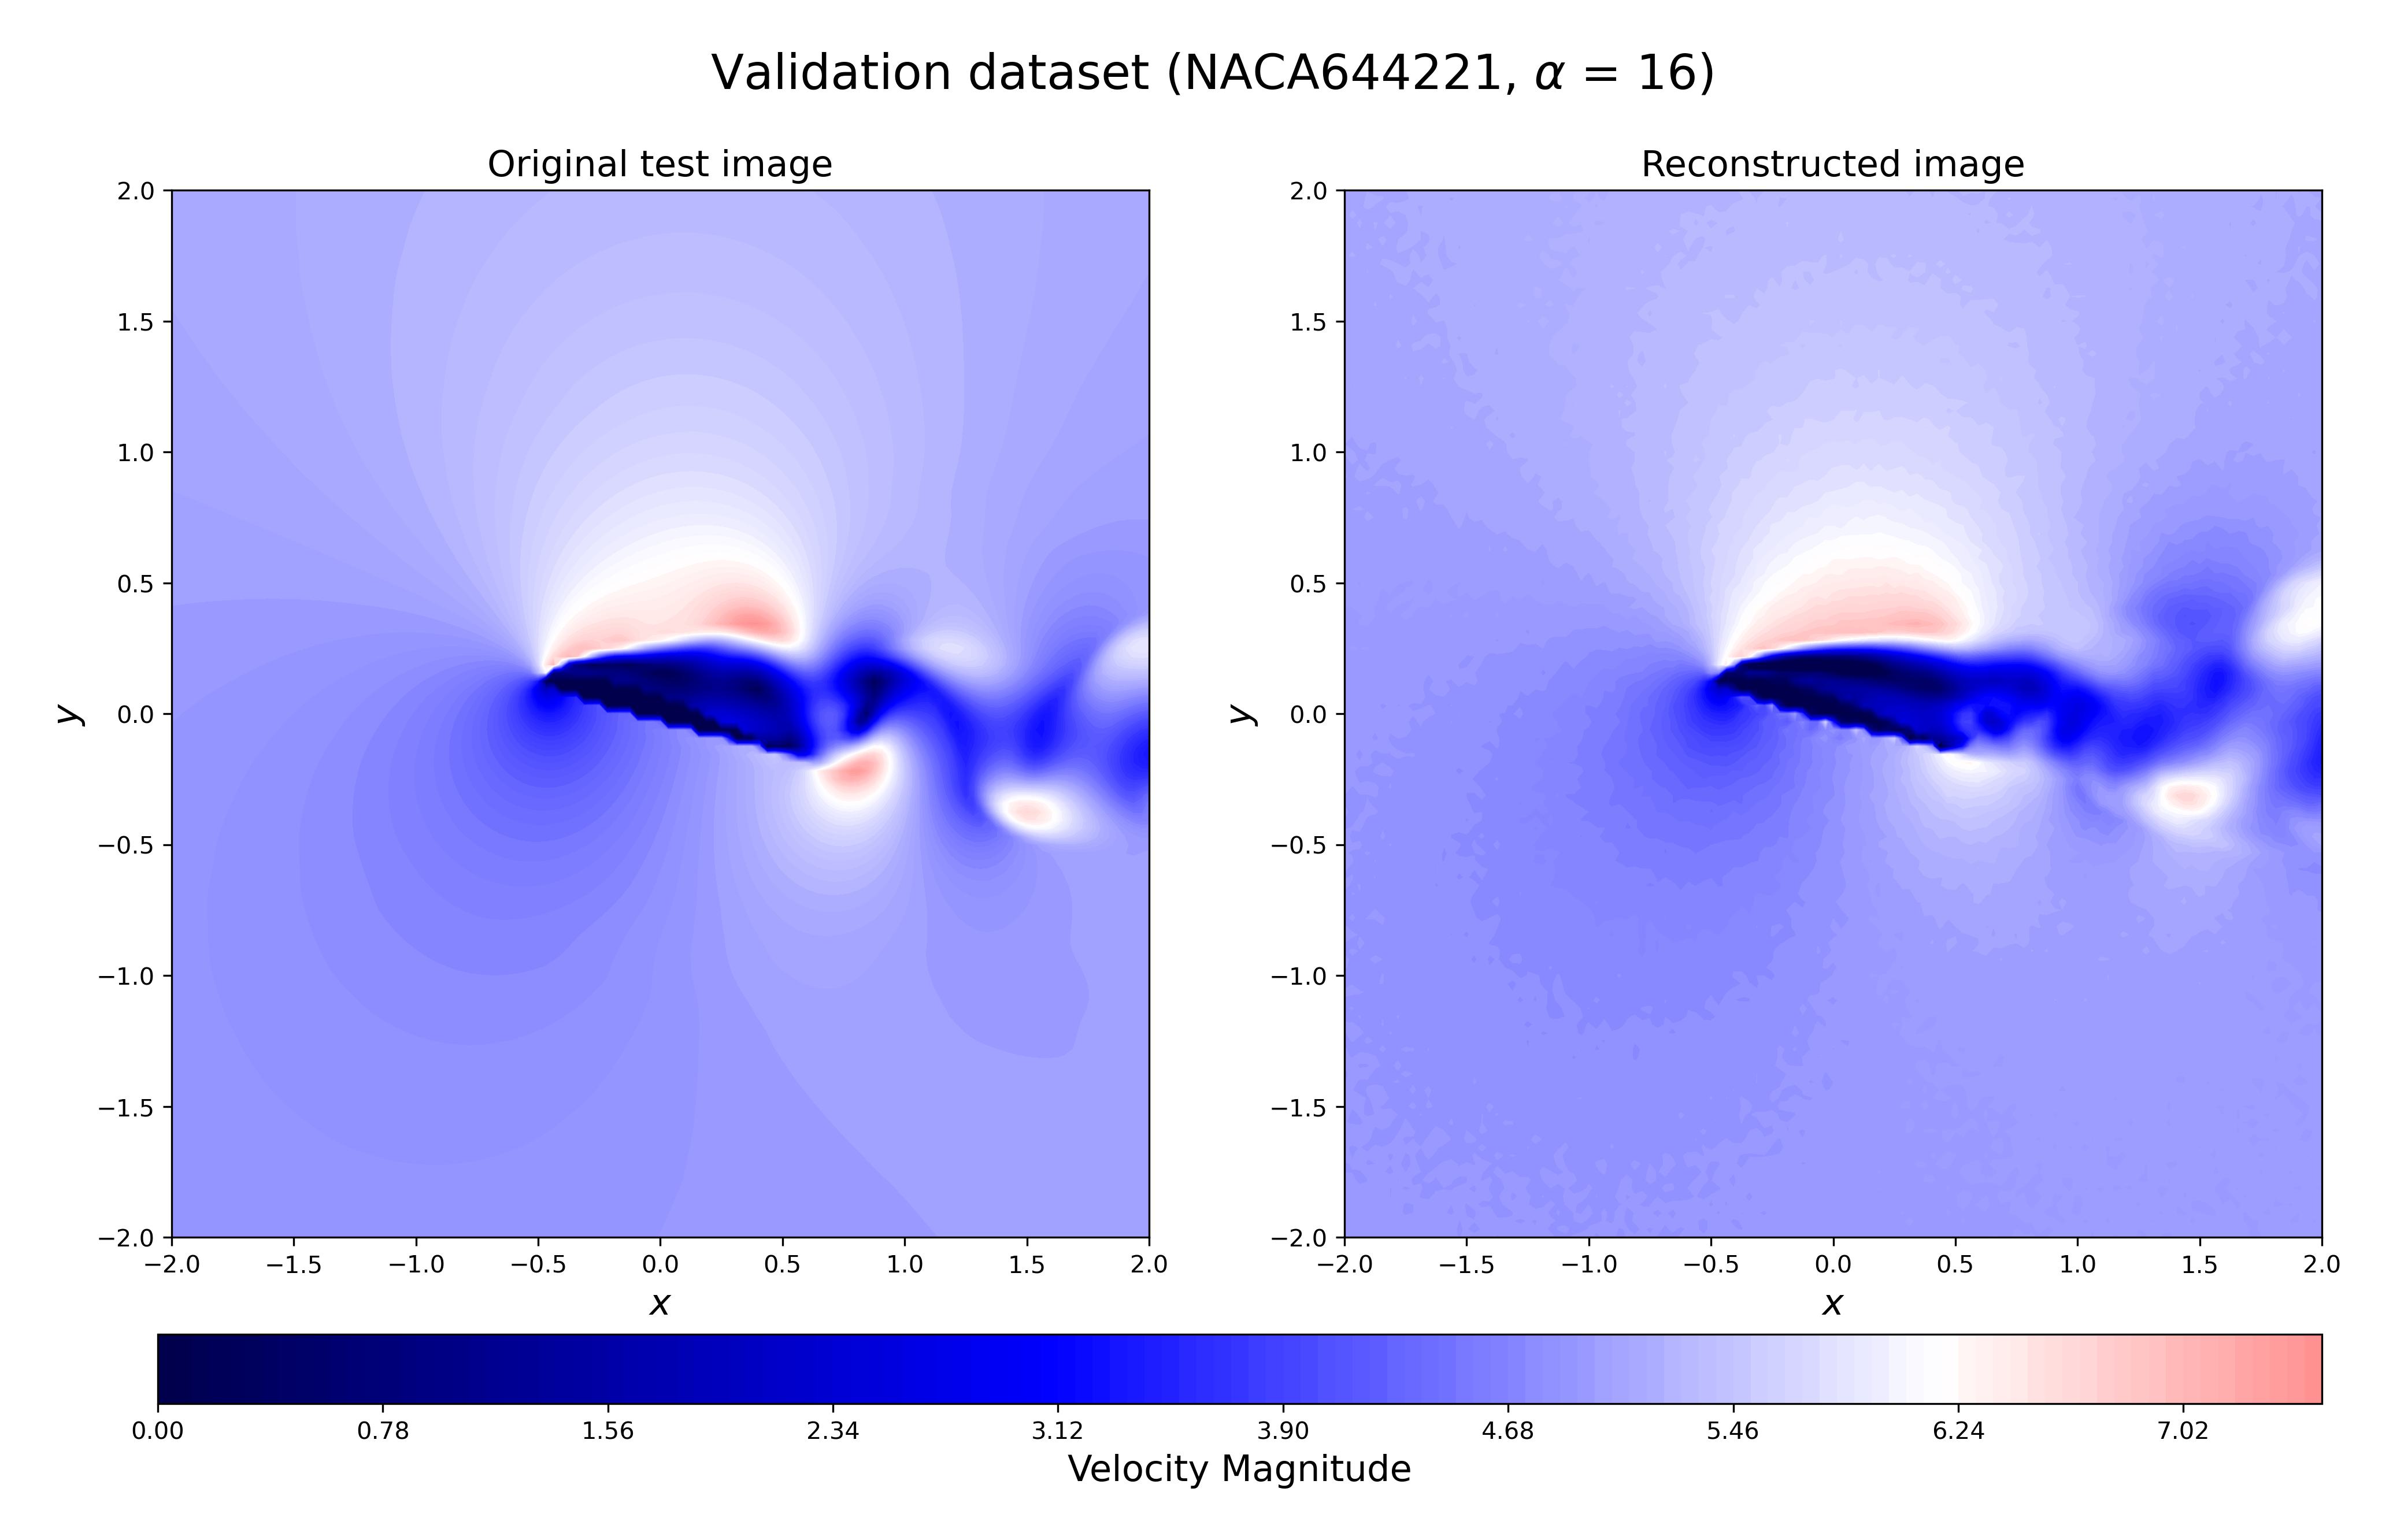 Validation dataset (NACA644221, α = 16)
Original test image
Reconstructed image
2.0
1.5
1.0
0.5
0.0
−0.5
−1.0
−1.5
−2.0
y
−2.0 −1.5 −1.0 −0.5 0.0 0.5 1.0 1.5 2.0
x
2.0
1.5
1.0
0.5
0.0
−0.5
−1.0
−1.5
−2.0
y
−2.0 −1.5 −1.0 −0.5 0.0 0.5 1.0 1.5 2.0
x
0.00 0.78 1.56 2.34 3.12 3.90 4.68 5.46 6.24 7.02
Velocity Magnitude